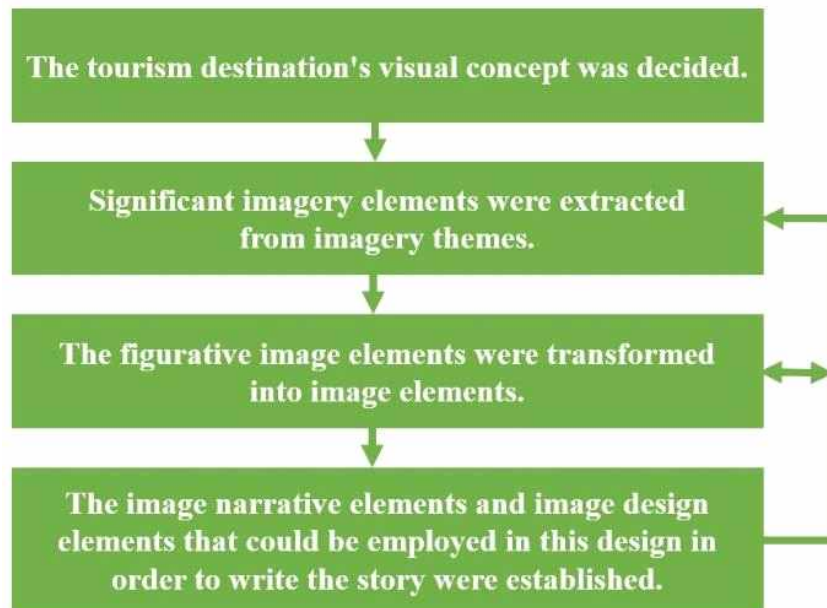 The tourism destination's visual concept was decided.
Significant imagery elements were extracted
from imagery themes.
The figurative image elements were transformed
into image elements.
The image narrative elements and image design
elements that could be employed in this design in
order to write the story were established.